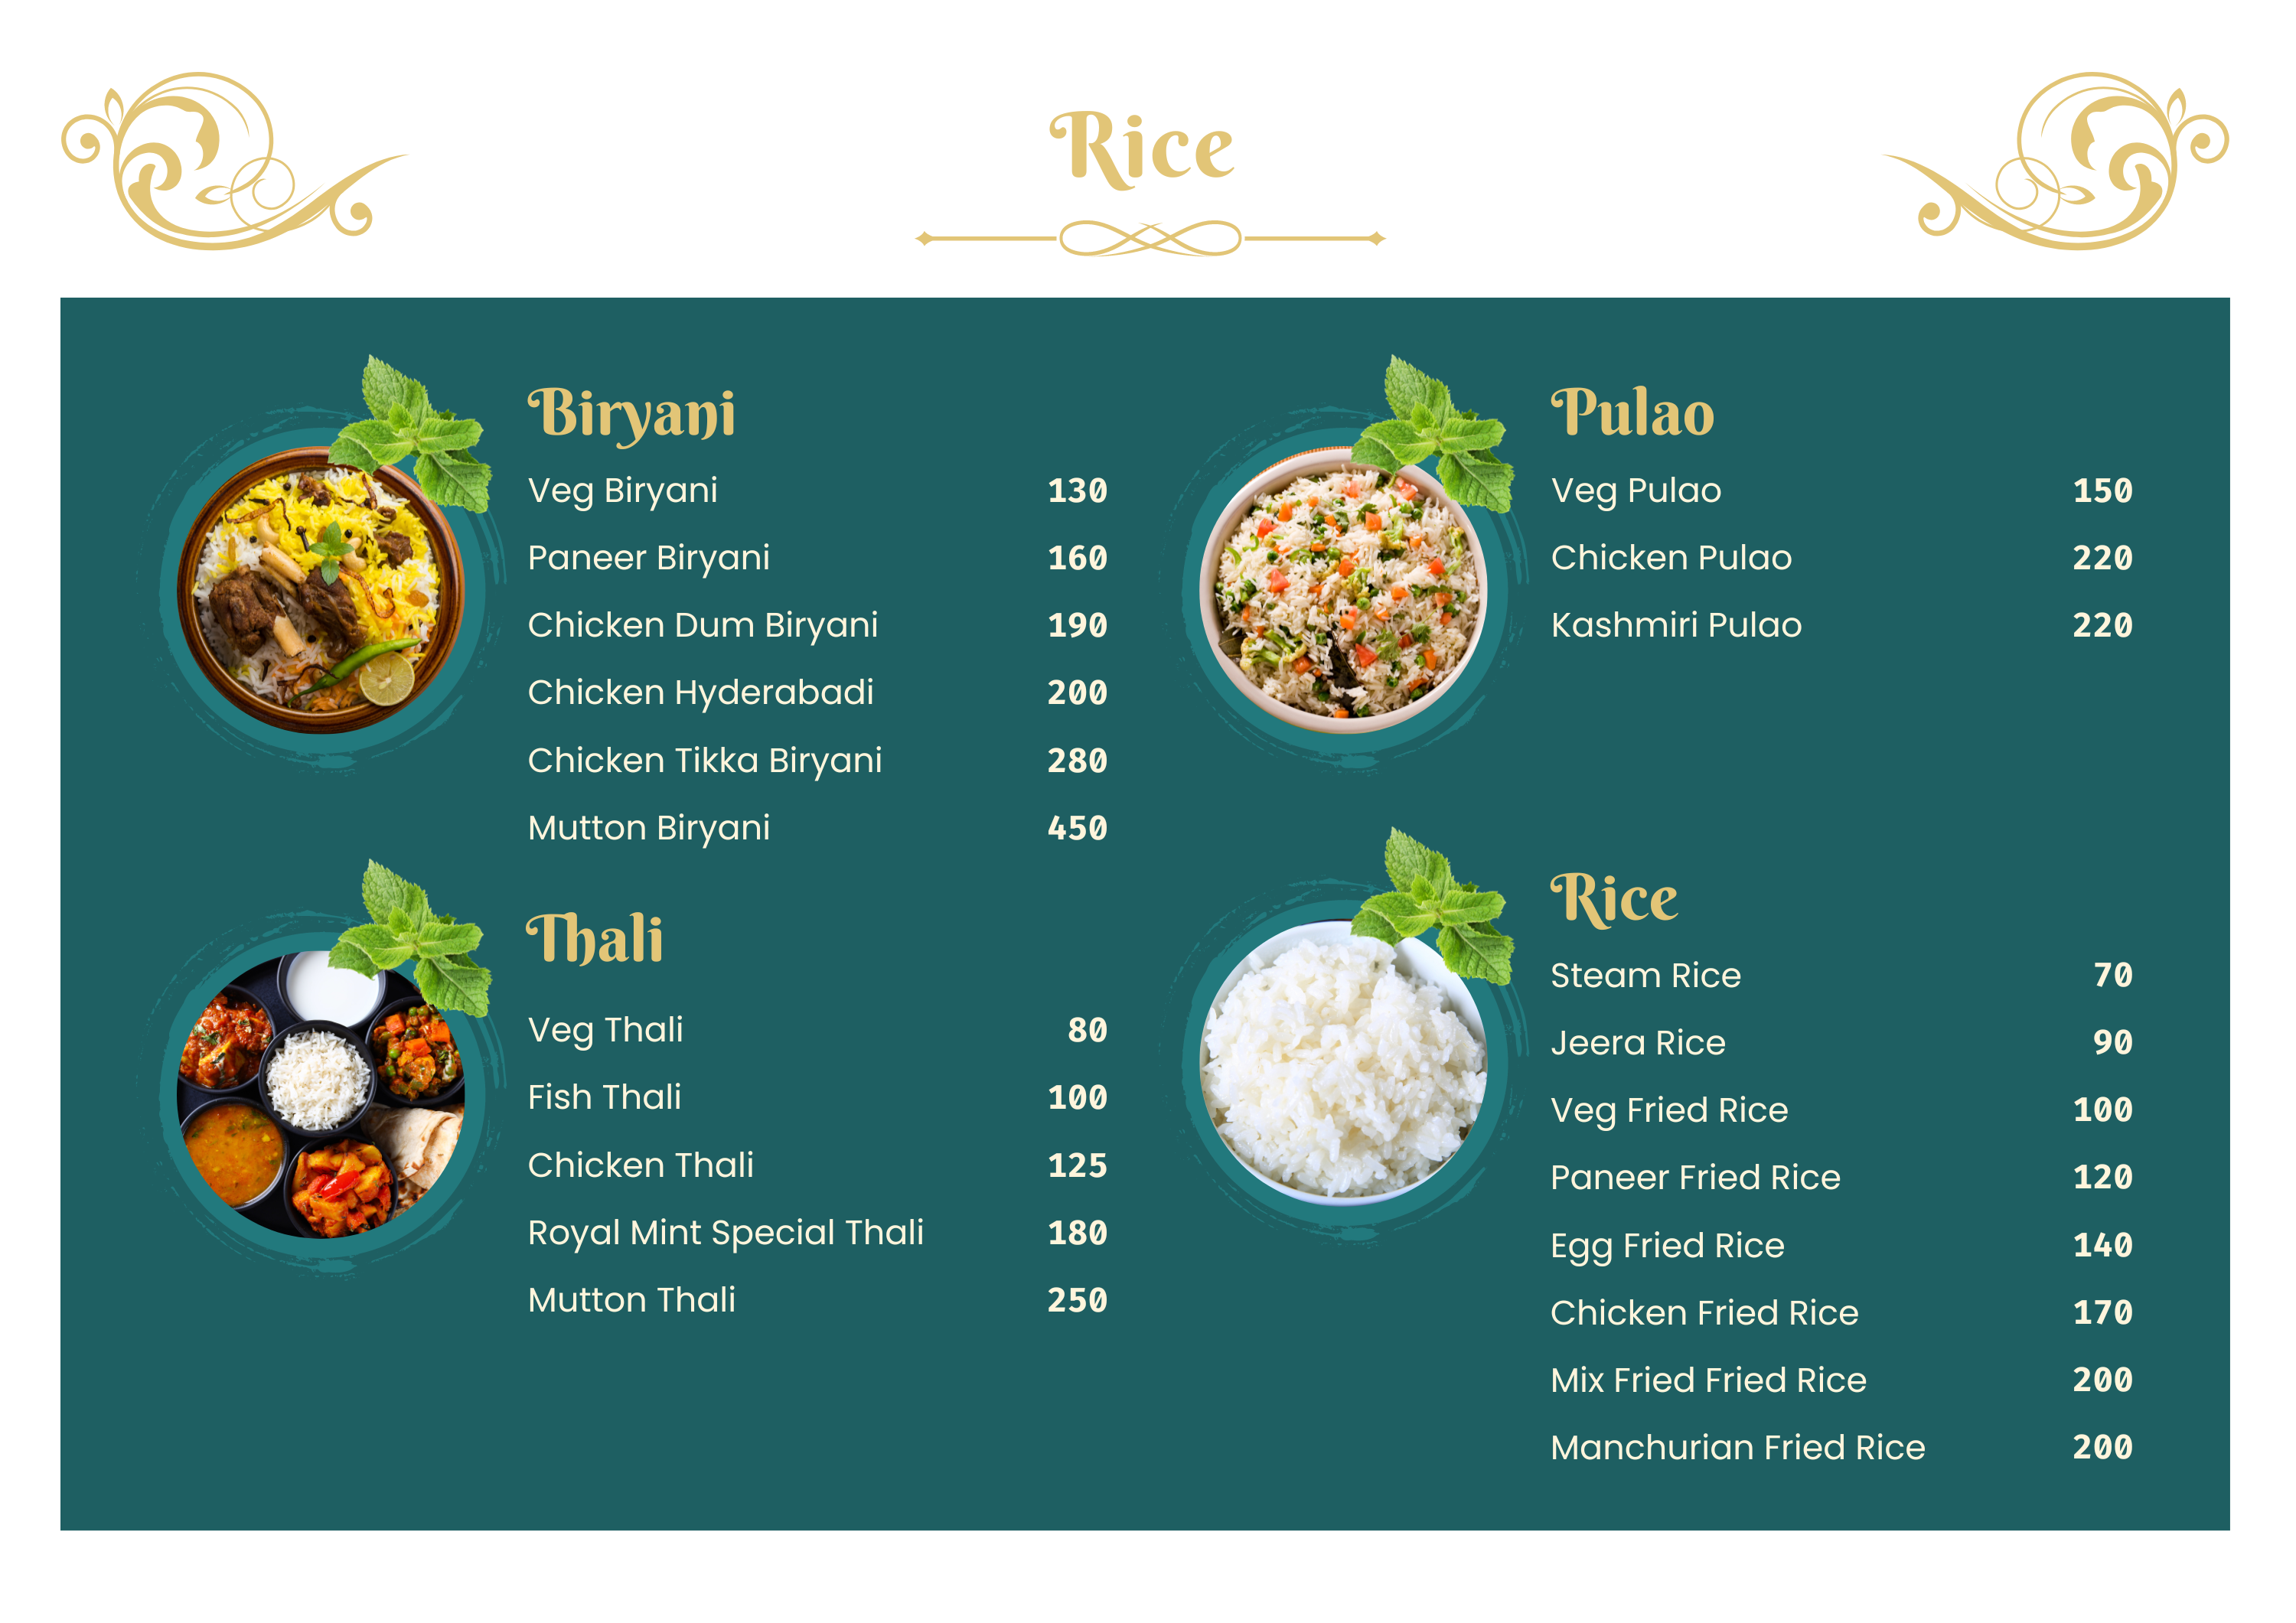 Rice
Biryani
Veg Biryani 130
Paneer Biryani 160
Chicken Dum Biryani 190
Chicken Hyderabadi 200
Chicken Tikka Biryani 280
Mutton Biryani 450
Thali
Veg Thali 80
Fish Thali 100
Chicken Thali 125
Royal Mint Special Thali 180
Mutton Thali 250
Pulao
Veg Pulao 150
Chicken Pulao 220
Kashmiri Pulao 220
Rice
Steam Rice 70
Jeera Rice 90
Veg Fried Rice 100
Paneer Fried Rice 120
Egg Fried Rice 140
Chicken Fried Rice 170
Mix Fried Fried Rice 200
Manchurian Fried Rice 200